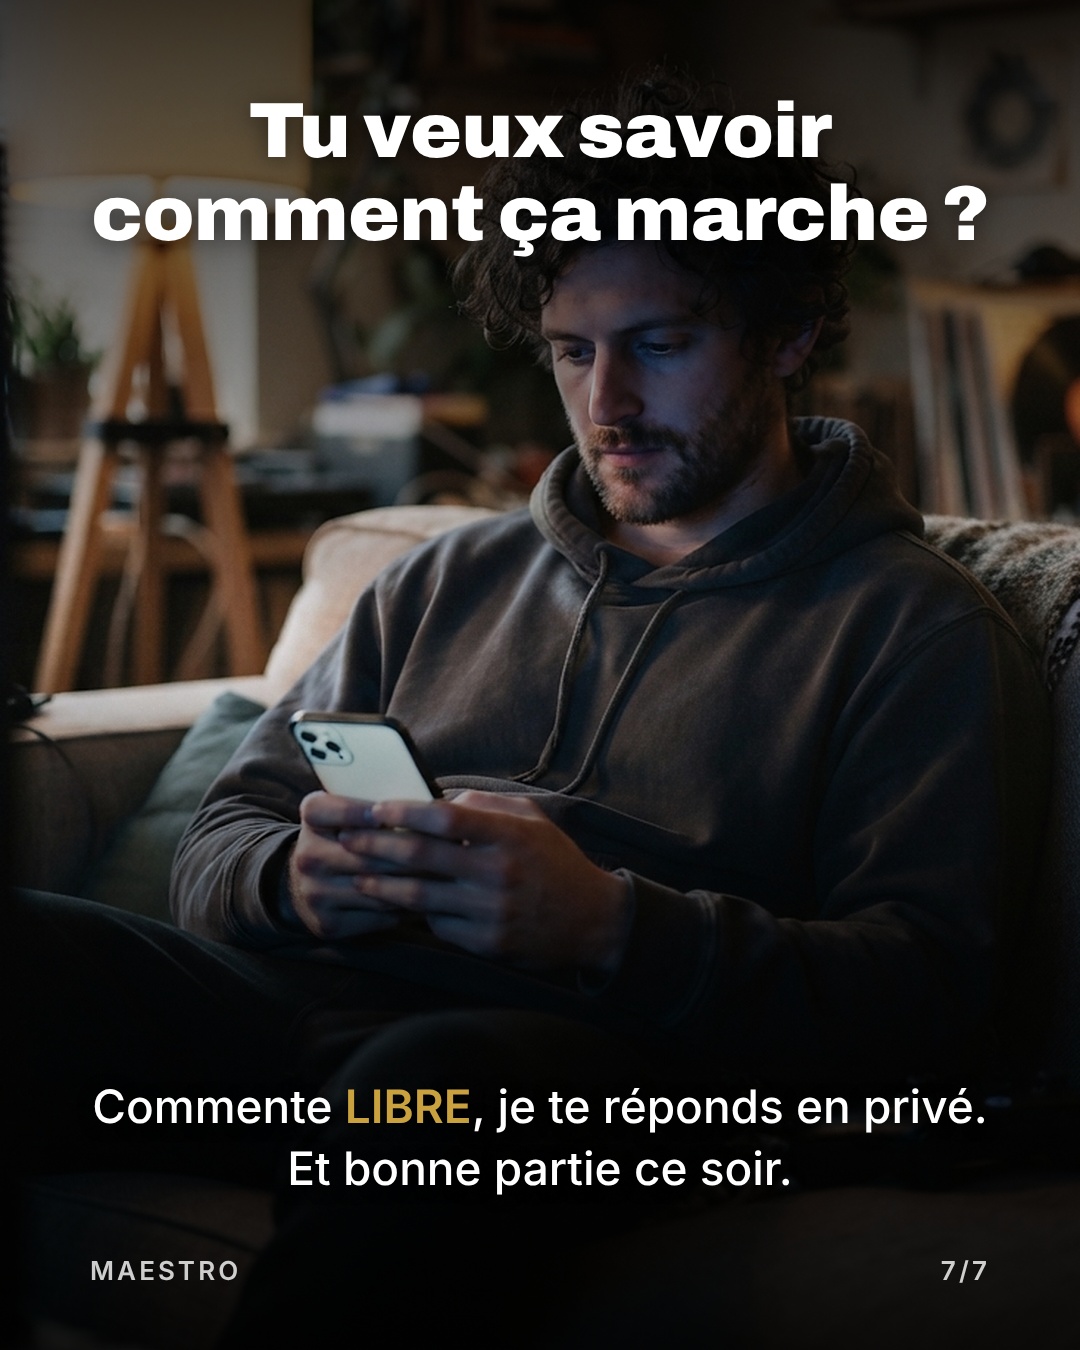 Tu veux savoir
comment ça marche ?
Commente LIBRE, je te réponds en privé.
Et bonne partie ce soir.
MAESTRO
7/7